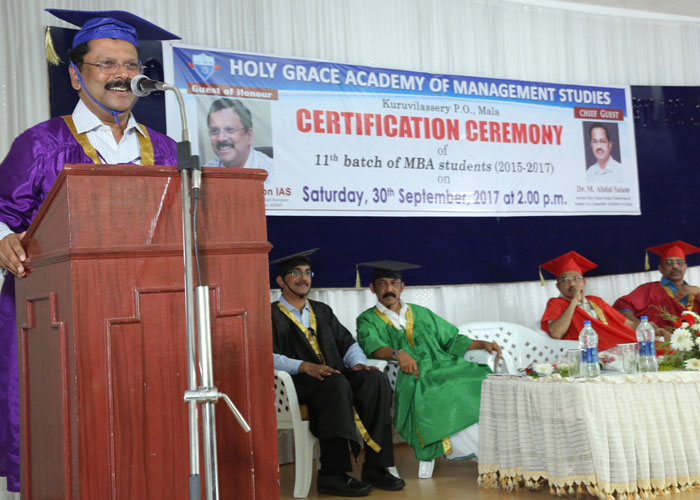 HOLY GRACE ACADEMY OF MANAGEMENT STUDIES
Guest of Honour
Kuruvilassery P.O., Mala
CHIEF GUEST
CERTIFICATION CEREMONY
of
11th batch of MBA students (2015-2017)
on
Saturday, 30th September, 2017 at 2.00 p.m.
on IAS
Dr. M. Abdul Salam